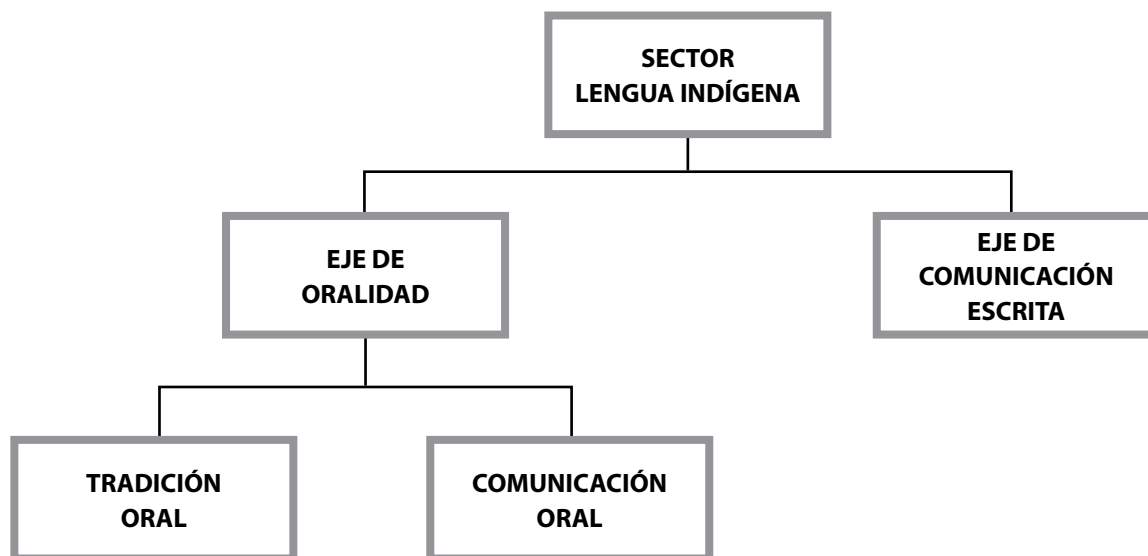 SECTOR
LENGUA INDÍGENA
EJE DE
ORALIDAD
EJE DE
COMUNICACIÓN
ESCRITA
TRADICIÓN
ORAL
COMUNICACIÓN
ORAL